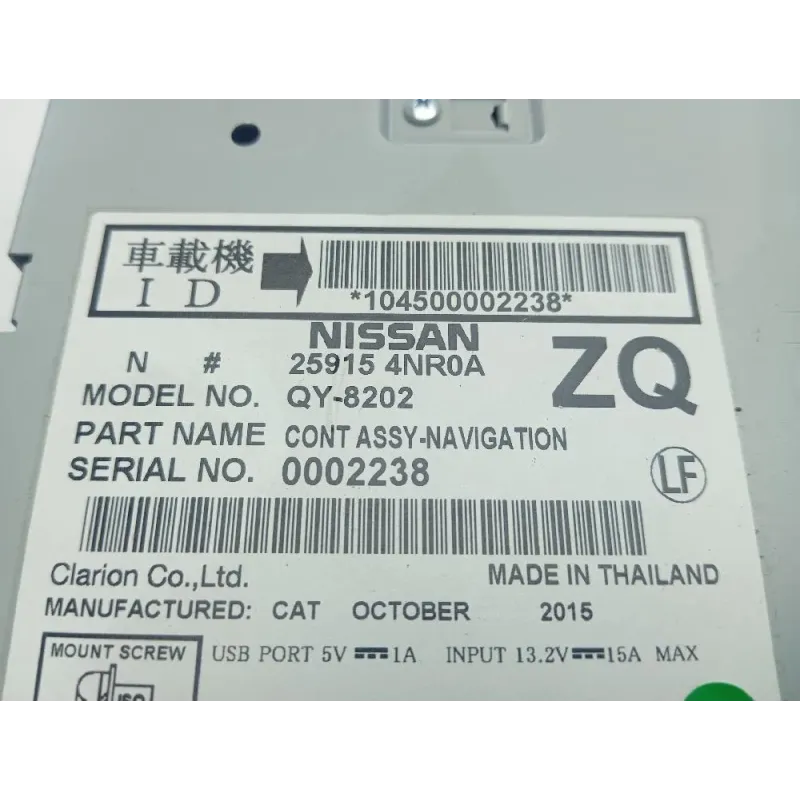 車載機
ID
*104500002238*
NISSAN
N # 25915 4NR0A
ZQ
MODEL NO. QY-8202
PART NAME CONT ASSY-NAVIGATION
SERIAL NO. 0002238
LF
Clarion Co.,Ltd.
MADE IN THAILAND
MANUFACTURED: CAT OCTOBER 2015
MOUNT SCREW
USB PORT 5V 1A INPUT 13.2V 15A MAX
ISO